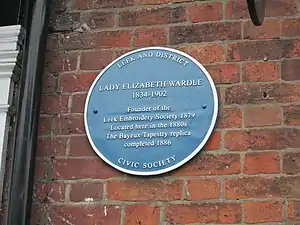 LEEK AND DISTRICT
LADY ELIZABETH WARDLE
1834-1902
Founder of the
Leek Embroidery Society 1879
Located here in the 1880s
The Bayeux Tapestry replica
completed 1886
CIVIC SOCIETY